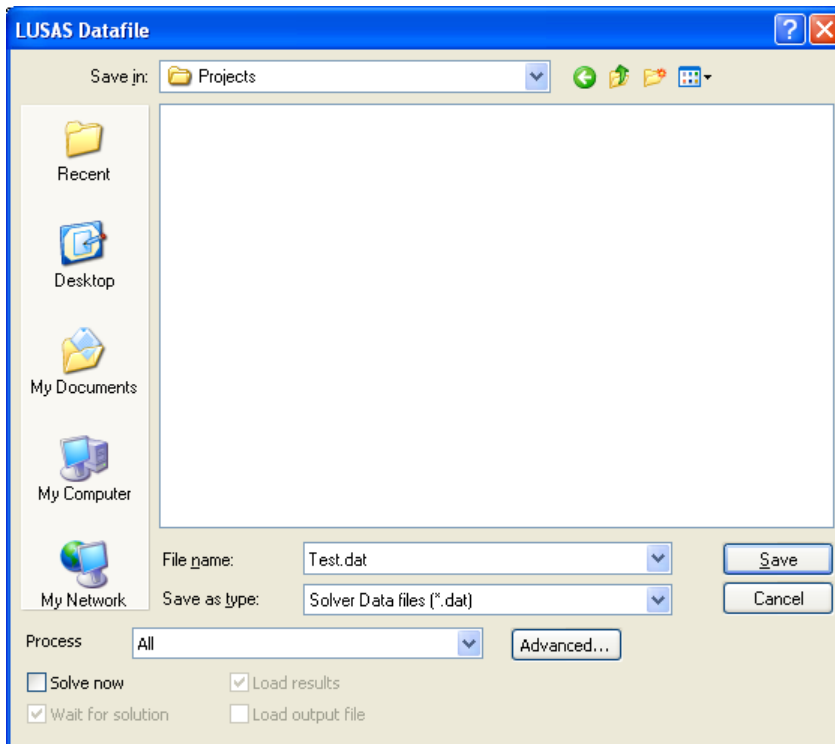 LUSAS Datafile
Save in: Projects
Recent
Desktop
My Documents
My Computer
My Network
File name: Test.dat Save
Save as type: Solver Data files (*.dat) Cancel
Process All Advanced...
Solve now Load results
Wait for solution Load output file